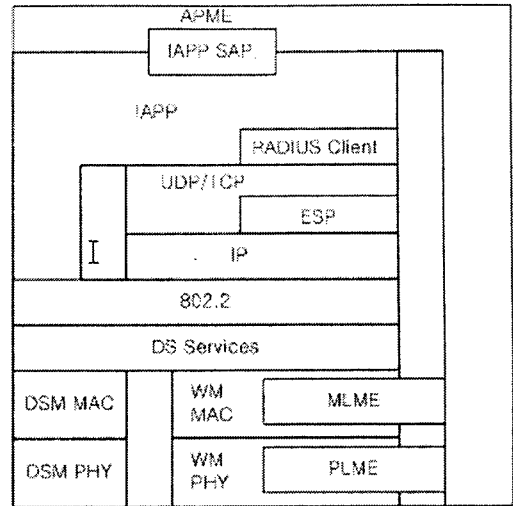 APME
IAPP SAP
IAPP
RADIUS Client
UDP/TCP
ESP
I
IP
802.2
DS Services
DSM MAC
WM
MAC
MLME
DSM PHY
WM
PHY
PLME